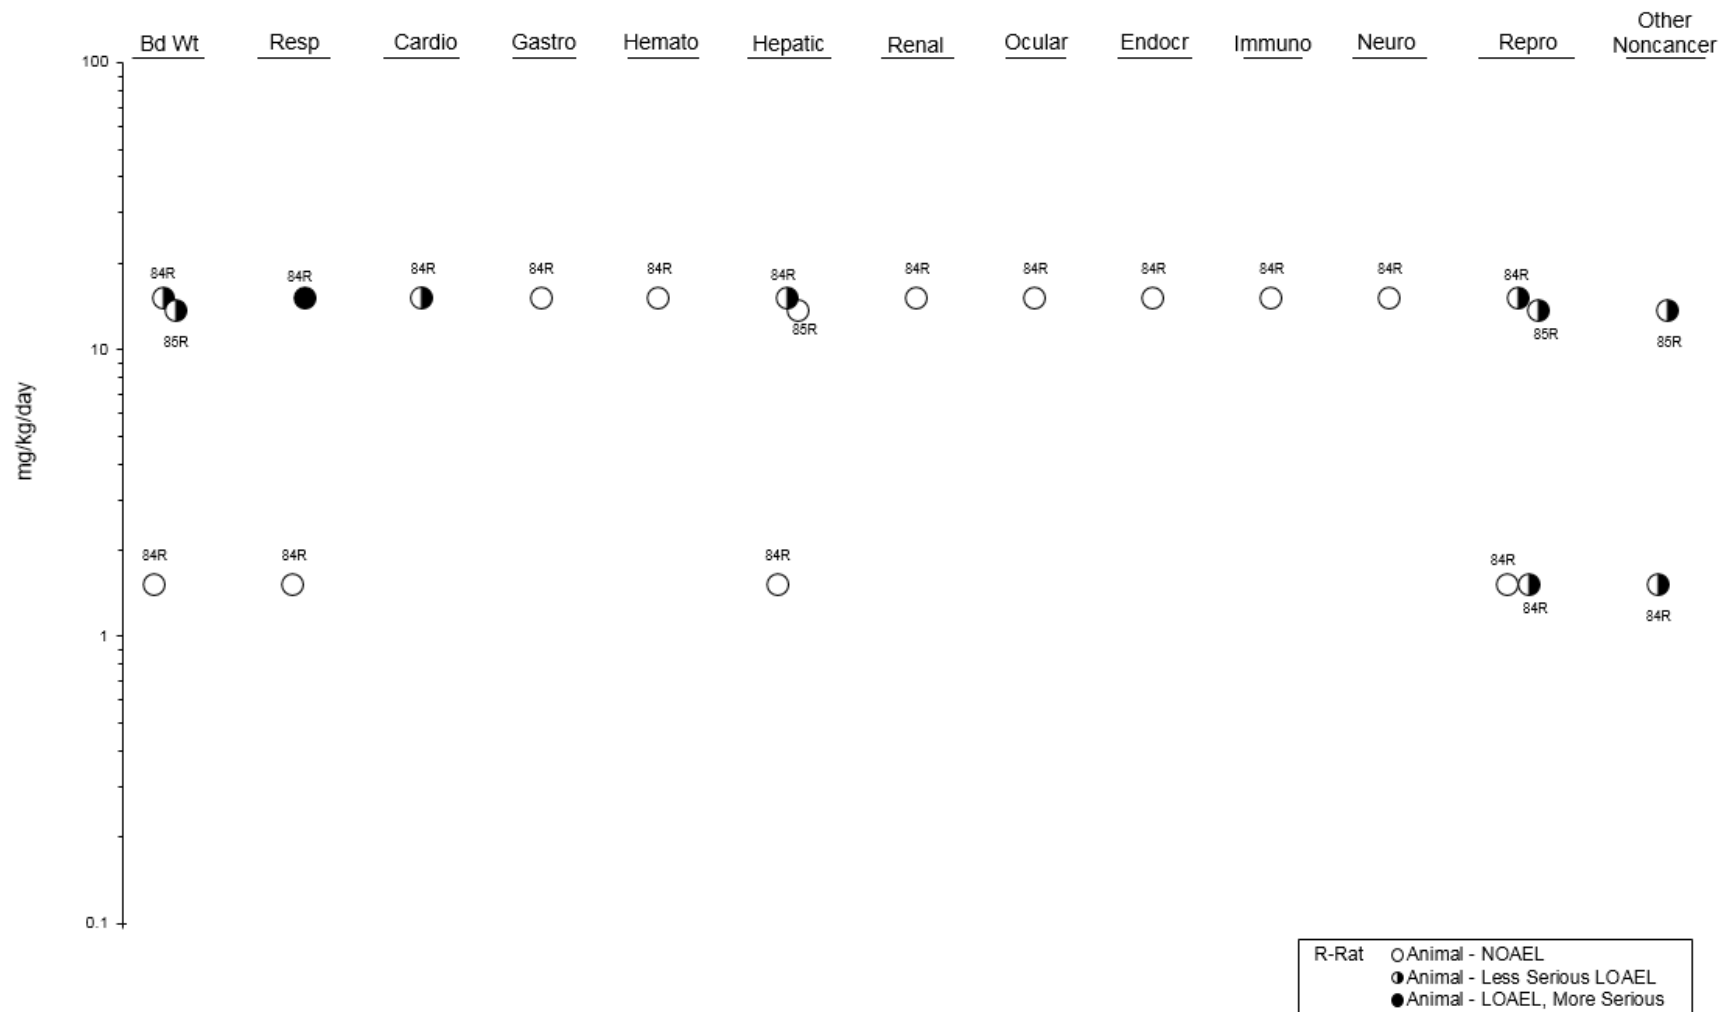 Bd Wt Resp Cardio Gastro Hemato Hepatic Renal Ocular Endocr Immuno Neuro Repro Other
Noncancer
100
84R 84R 84R 84R 84R 84R 84R 84R 84R 84R 84R 84R
85R 85R 85R 85R
10
mg/kg/day
84R 84R 84R 84R
84R 84R
1
0.1
R-Rat Animal - NOAEL
Animal - Less Serious LOAEL
Animal - LOAEL, More Serious